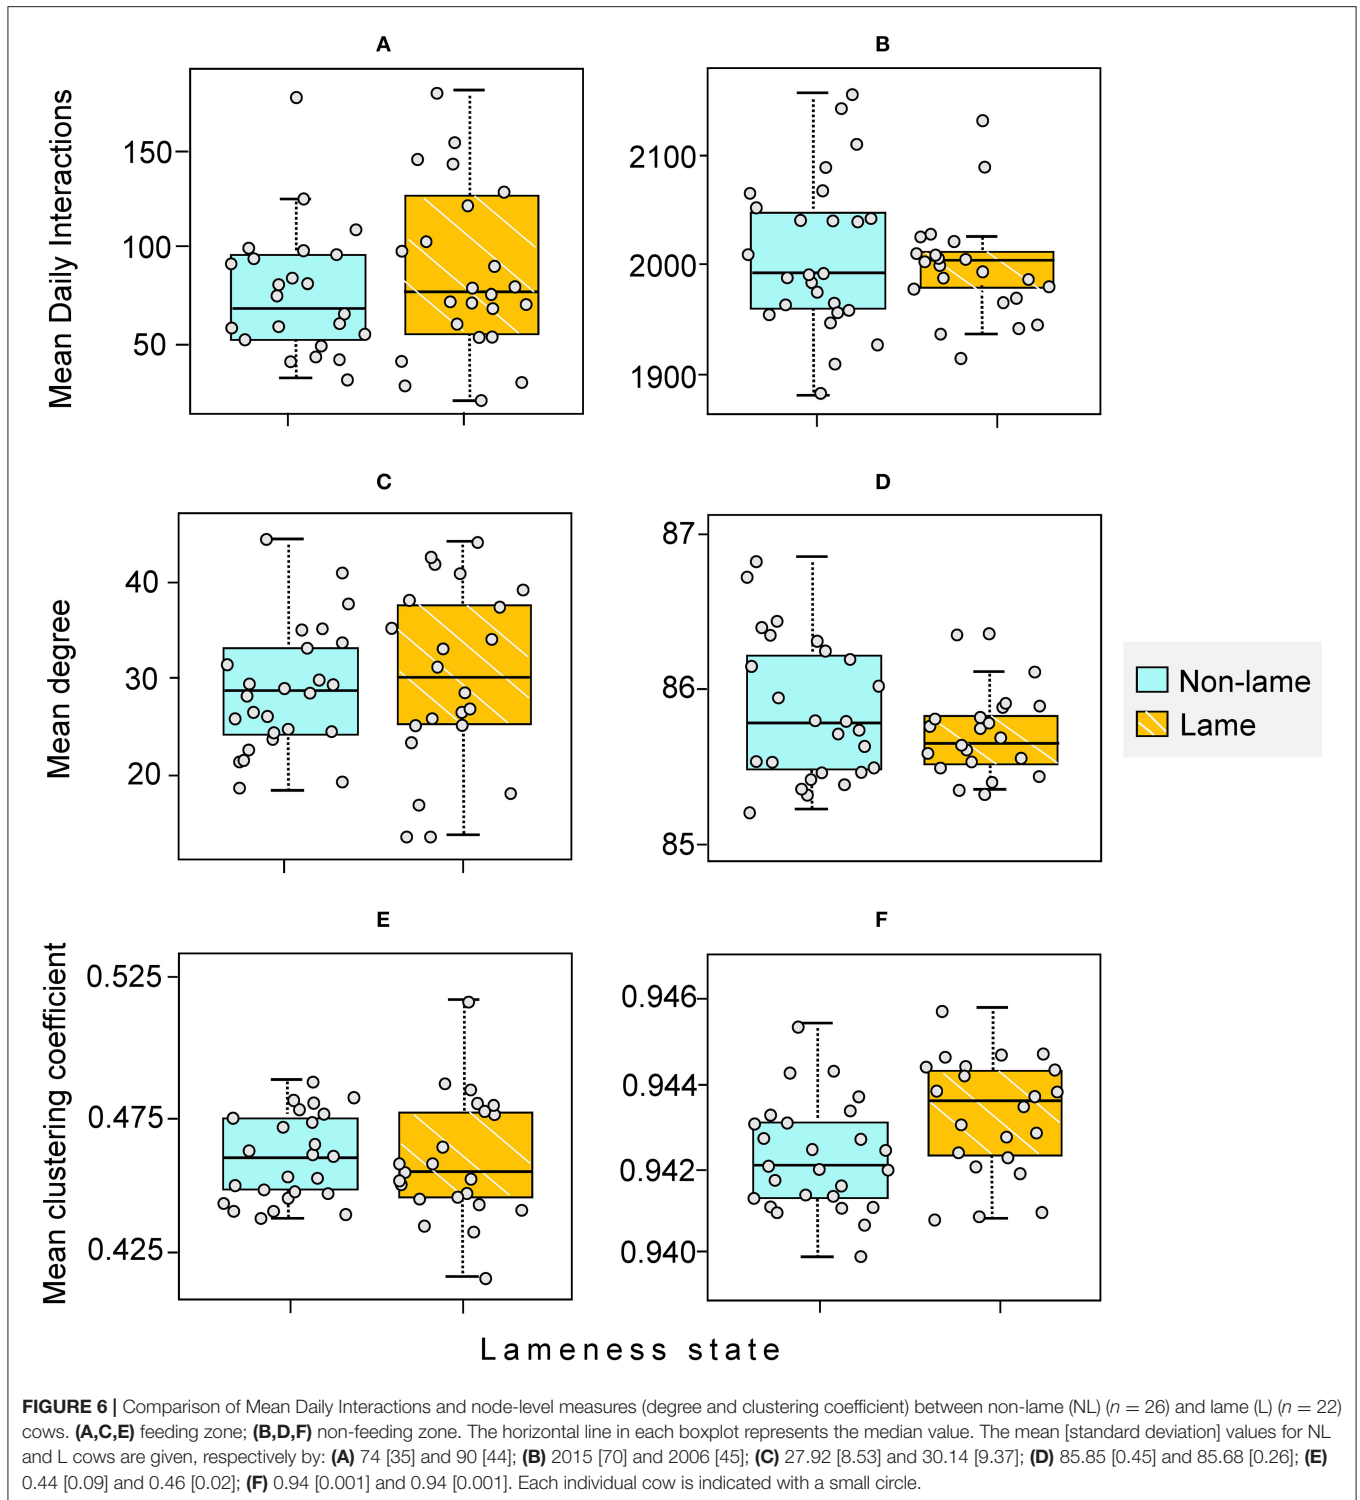 A
B
Mean Daily Interactions
150
100
50
2100
2000
1900
C
D
Mean degree
40
30
20
87
86
85
Non-lame
Lame
E
F
Mean clustering coefficient
0.525
0.475
0.425
0.946
0.944
0.942
0.940
Lameness state
FIGURE 6 | Comparison of Mean Daily Interactions and node-level measures (degree and clustering coefficient) between non-lame (NL) (n = 26) and lame (L) (n = 22)
cows. (A,C,E) feeding zone; (B,D,F) non-feeding zone. The horizontal line in each boxplot represents the median value. The mean [standard deviation] values for NL
and L cows are given, respectively by: (A) 74 [35] and 90 [44]; (B) 2015 [70] and 2006 [45]; (C) 27.92 [8.53] and 30.14 [9.37]; (D) 85.85 [0.45] and 85.68 [0.26]; (E)
0.44 [0.09] and 0.46 [0.02]; (F) 0.94 [0.001] and 0.94 [0.001]. Each individual cow is indicated with a small circle.